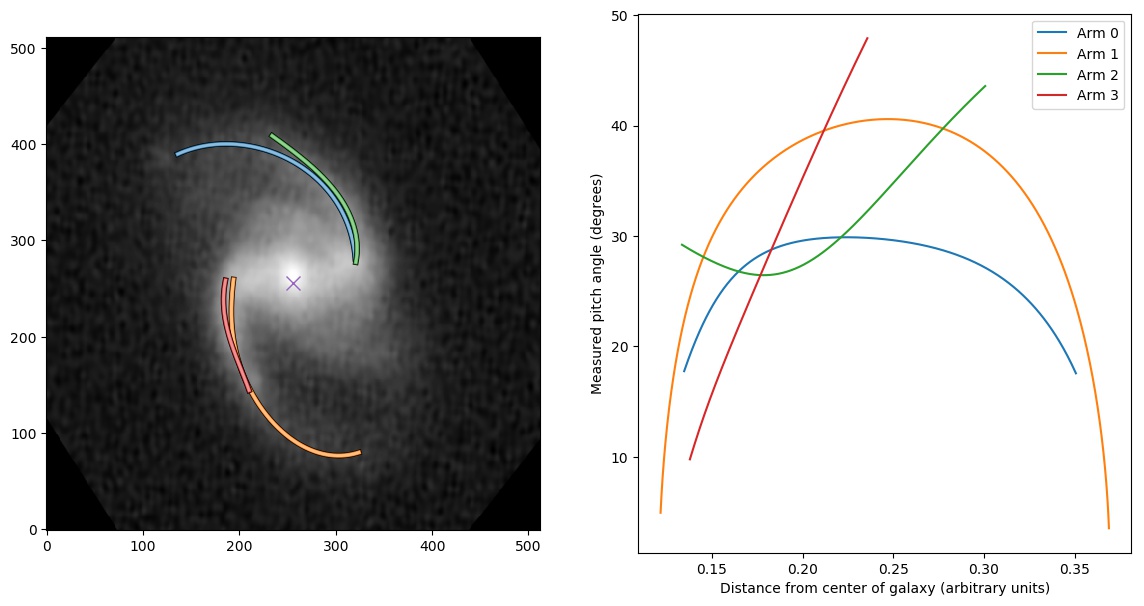 500
400
300
200
100
0
0 100 200 300 400 500
50
40
30
20
10
Measured pitch angle (degrees)
Arm 0
Arm 1
Arm 2
Arm 3
0.15 0.20 0.25 0.30 0.35
Distance from center of galaxy (arbitrary units)